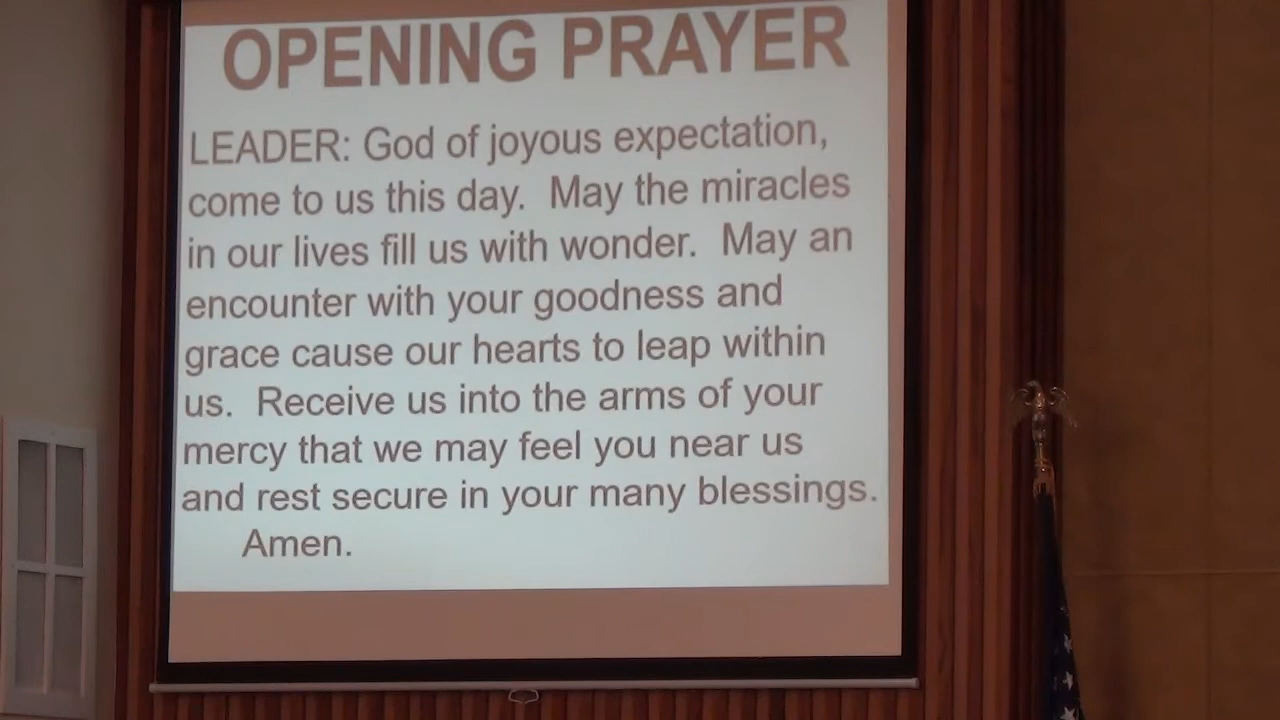 OPENING PRAYER
LEADER: God of joyous expectation,
come to us this day. May the miracles
in our lives fill us with wonder. May an
encounter with your goodness and
grace cause our hearts to leap within
us. Receive us into the arms of your
mercy that we may feel you near us
and rest secure in your many blessings.
Amen.